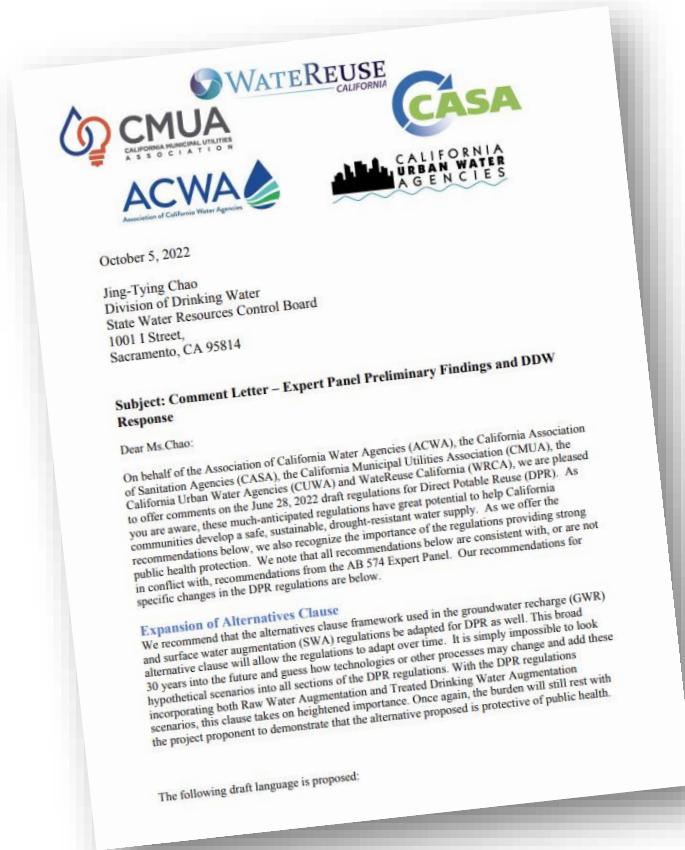 WATEREUSE
CALIFORNIA
CMUA
CALIFORNIA MUNICIPAL UTILITIES
ASSOCIATION
CASA
ACWA
Association of California Water Agencies
CALIFORNIA
URBAN WATER
AGENCIES
October 5, 2022
Jing-Tying Chao
Division of Drinking Water
State Water Resources Control Board
1001 I Street,
Sacramento, CA 95814
Subject: Comment Letter – Expert Panel Preliminary Findings and DDW
Response
Dear Ms.Chao:
On behalf of the Association of California Water Agencies (ACWA), the California Association
of Sanitation Agencies (CASA), the California Municipal Utilities Association (CMUA), the
California Urban Water Agencies (CUWA) and WateReuse California (WRCA), we are pleased
to offer comments on the June 28, 2022 draft regulations for Direct Potable Reuse (DPR). As
you are aware, these much-anticipated regulations have great potential to help California
communities develop a safe, sustainable, drought-resistant water supply. As we offer the
recommendations below, we also recognize the importance of the regulations providing strong
public health protection. We note that all recommendations below are consistent with, or are not
in conflict with, recommendations from the AB 574 Expert Panel. Our recommendations for
specific changes in the DPR regulations are below.
Expansion of Alternatives Clause
We recommend that the alternatives clause framework used in the groundwater recharge (GWR)
and surface water augmentation (SWA) regulations be adapted for DPR as well. This broad
alternative clause will allow the regulations to adapt over time. It is simply impossible to look
30 years into the future and guess how technologies or other processes may change and add these
hypothetical scenarios into all sections of the DPR regulations. With the DPR regulations
incorporating both Raw Water Augmentation and Treated Drinking Water Augmentation
scenarios, this clause takes on heightened importance. Once again, the burden will still rest with
the project proponent to demonstrate that the alternative proposed is protective of public health.
The following draft language is proposed: